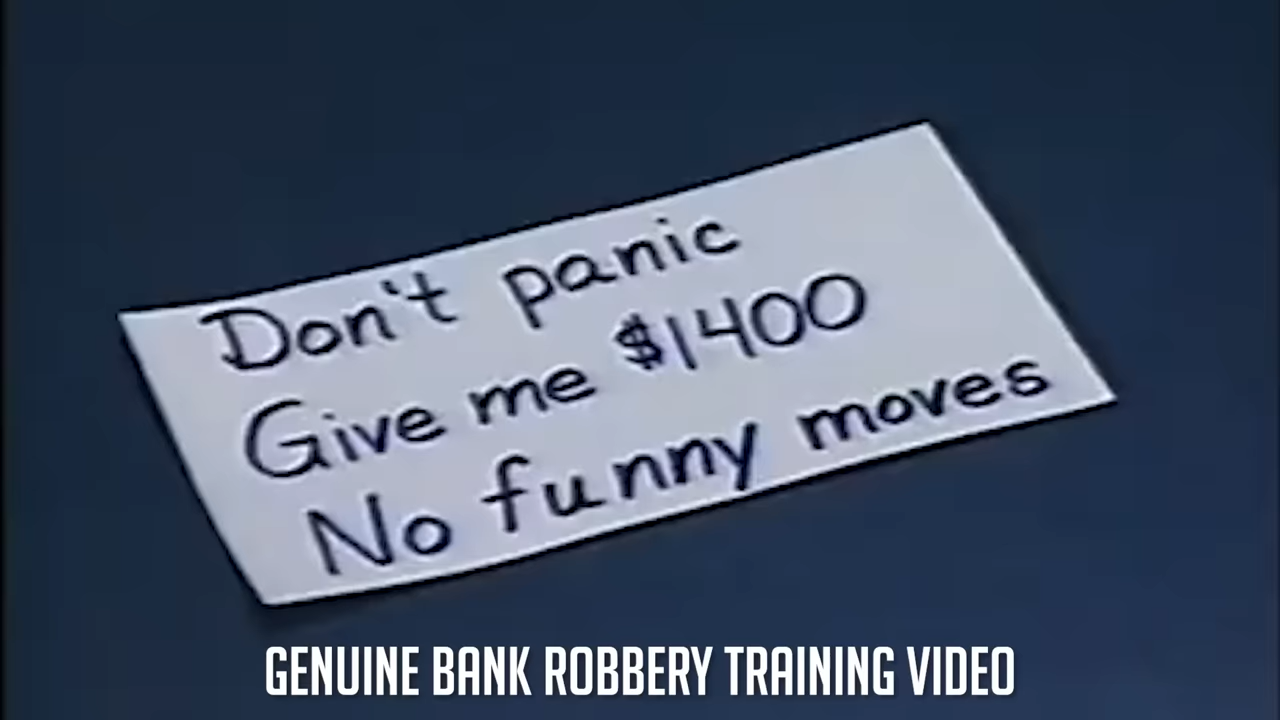 Don't panic
Give me $1400
No funny moves
GENUINE BANK ROBBERY TRAINING VIDEO